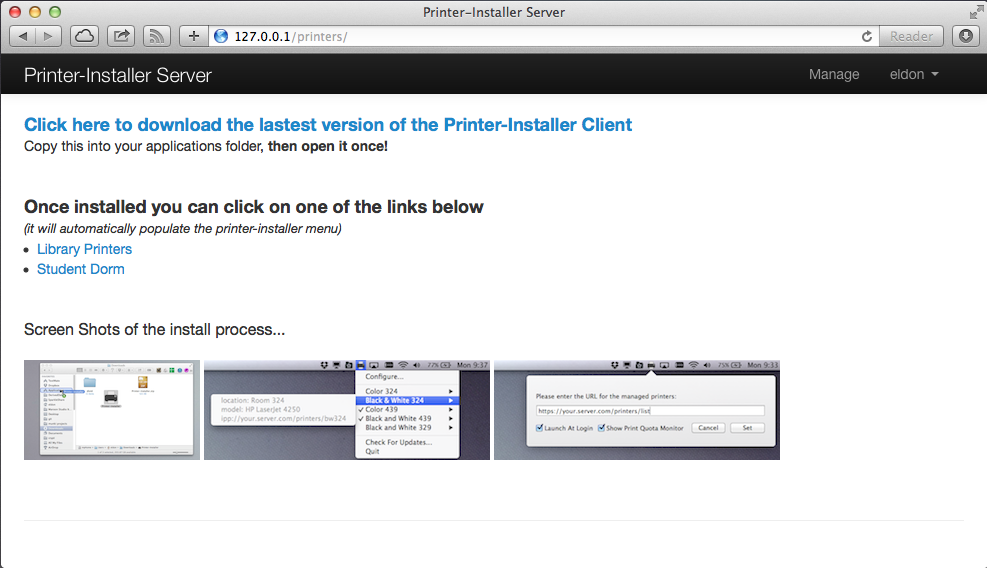 Printer-Installer Server
127.0.0.1/printers/
Reader
Printer-Installer Server
Manage
eldon
Click here to download the lastest version of the Printer-Installer Client
Copy this into your applications folder, then open it once!
Once installed you can click on one of the links below
(it will automatically populate the printer-installer menu)
Library Printers
Student Dorm
Screen Shots of the install process...
77%
Mon 9:37
Configure...
Color 324
Black & White 324
Color 439
Black and White 439
Black and White 329
Check For Updates...
Quit
location: Room 324
model: HP LaserJet 4250
ipp://your.server.com/printers/bw324
75%
Mon 9:33
Please enter the URL for the managed printers:
https://your.server.com/printers/list
Launch At Login
Show Print Quota Monitor
Cancel
Set